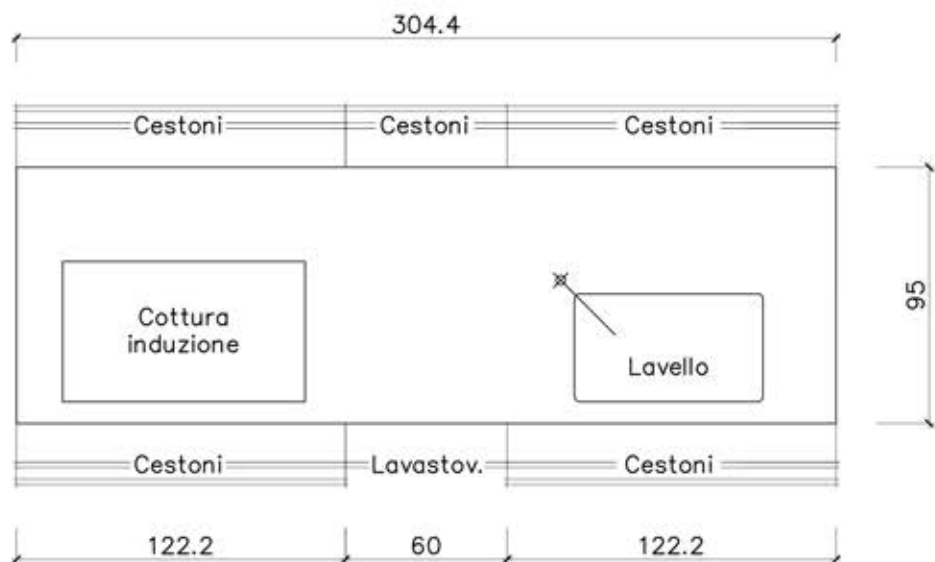 304.4
Cestoni Cestoni Cestoni
Cottura
induzione
95
Lavello
Cestoni Lavastov. Cestoni
122.2 60 122.2